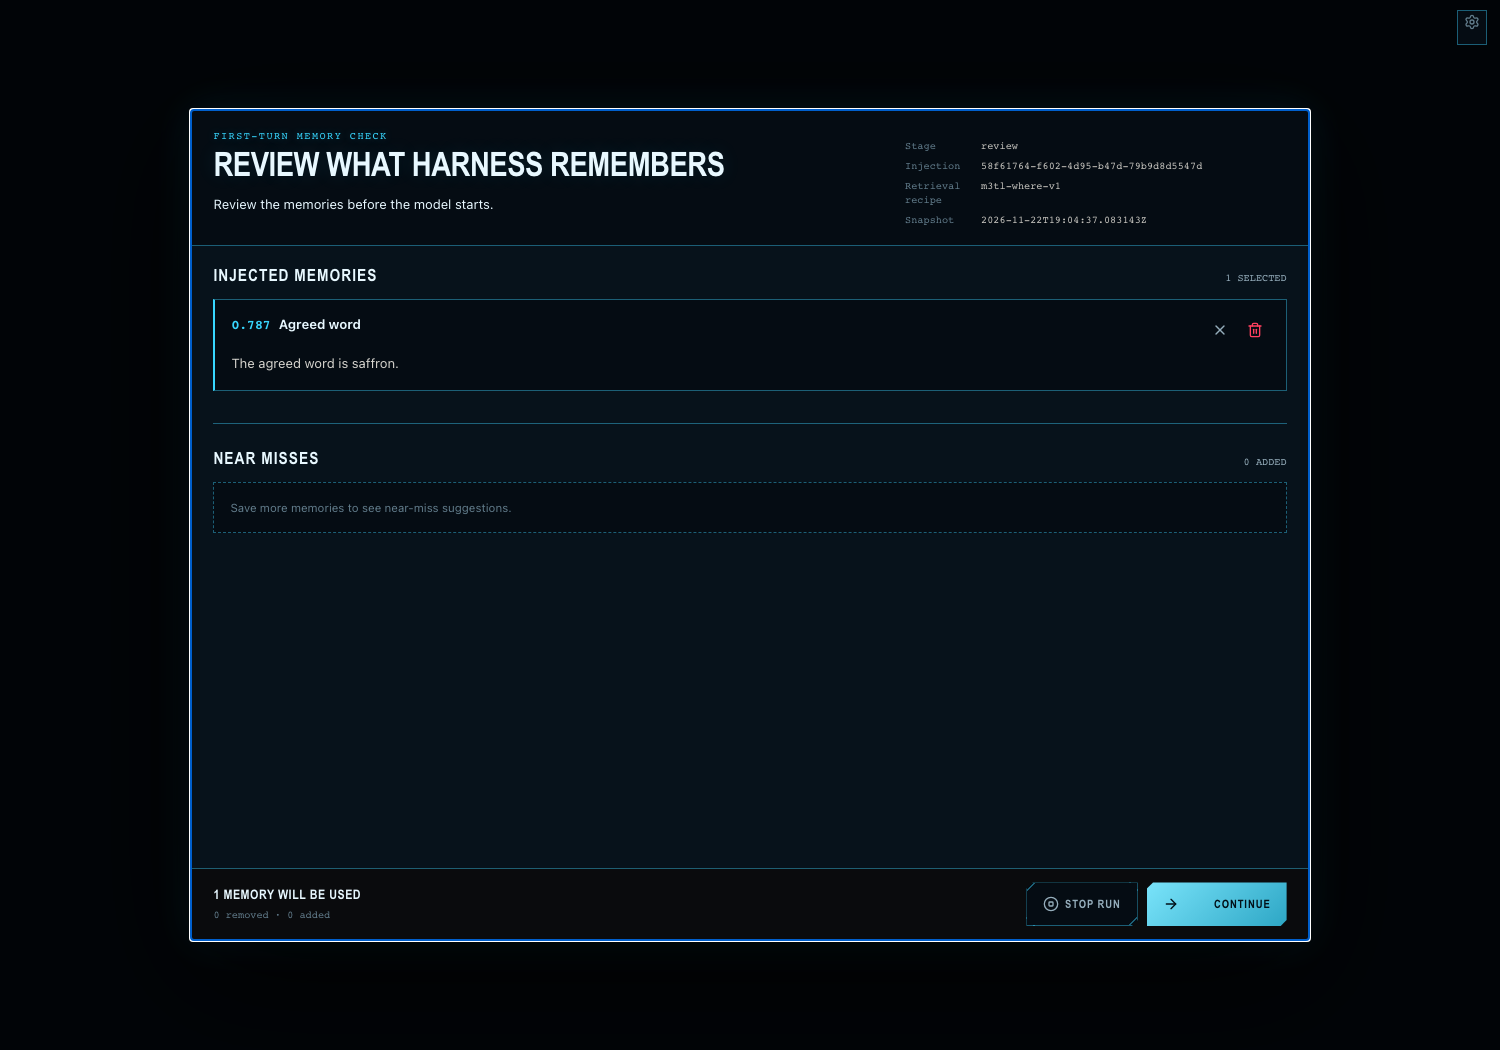 FIRST-TURN MEMORY CHECK
REVIEW WHAT HARNESS REMEMBERS
Review the memories before the model starts.
Stage review
Injection 58f61764-f602-4d95-b47d-79b9d8d5547d
Retrieval recipe m3tl-where-v1
Snapshot 2026-11-22T19:04:37.083143Z
INJECTED MEMORIES
1 SELECTED
0.787 Agreed word
The agreed word is saffron.
NEAR MISSES
0 ADDED
Save more memories to see near-miss suggestions.
1 MEMORY WILL BE USED
0 removed · 0 added
STOP RUN
CONTINUE